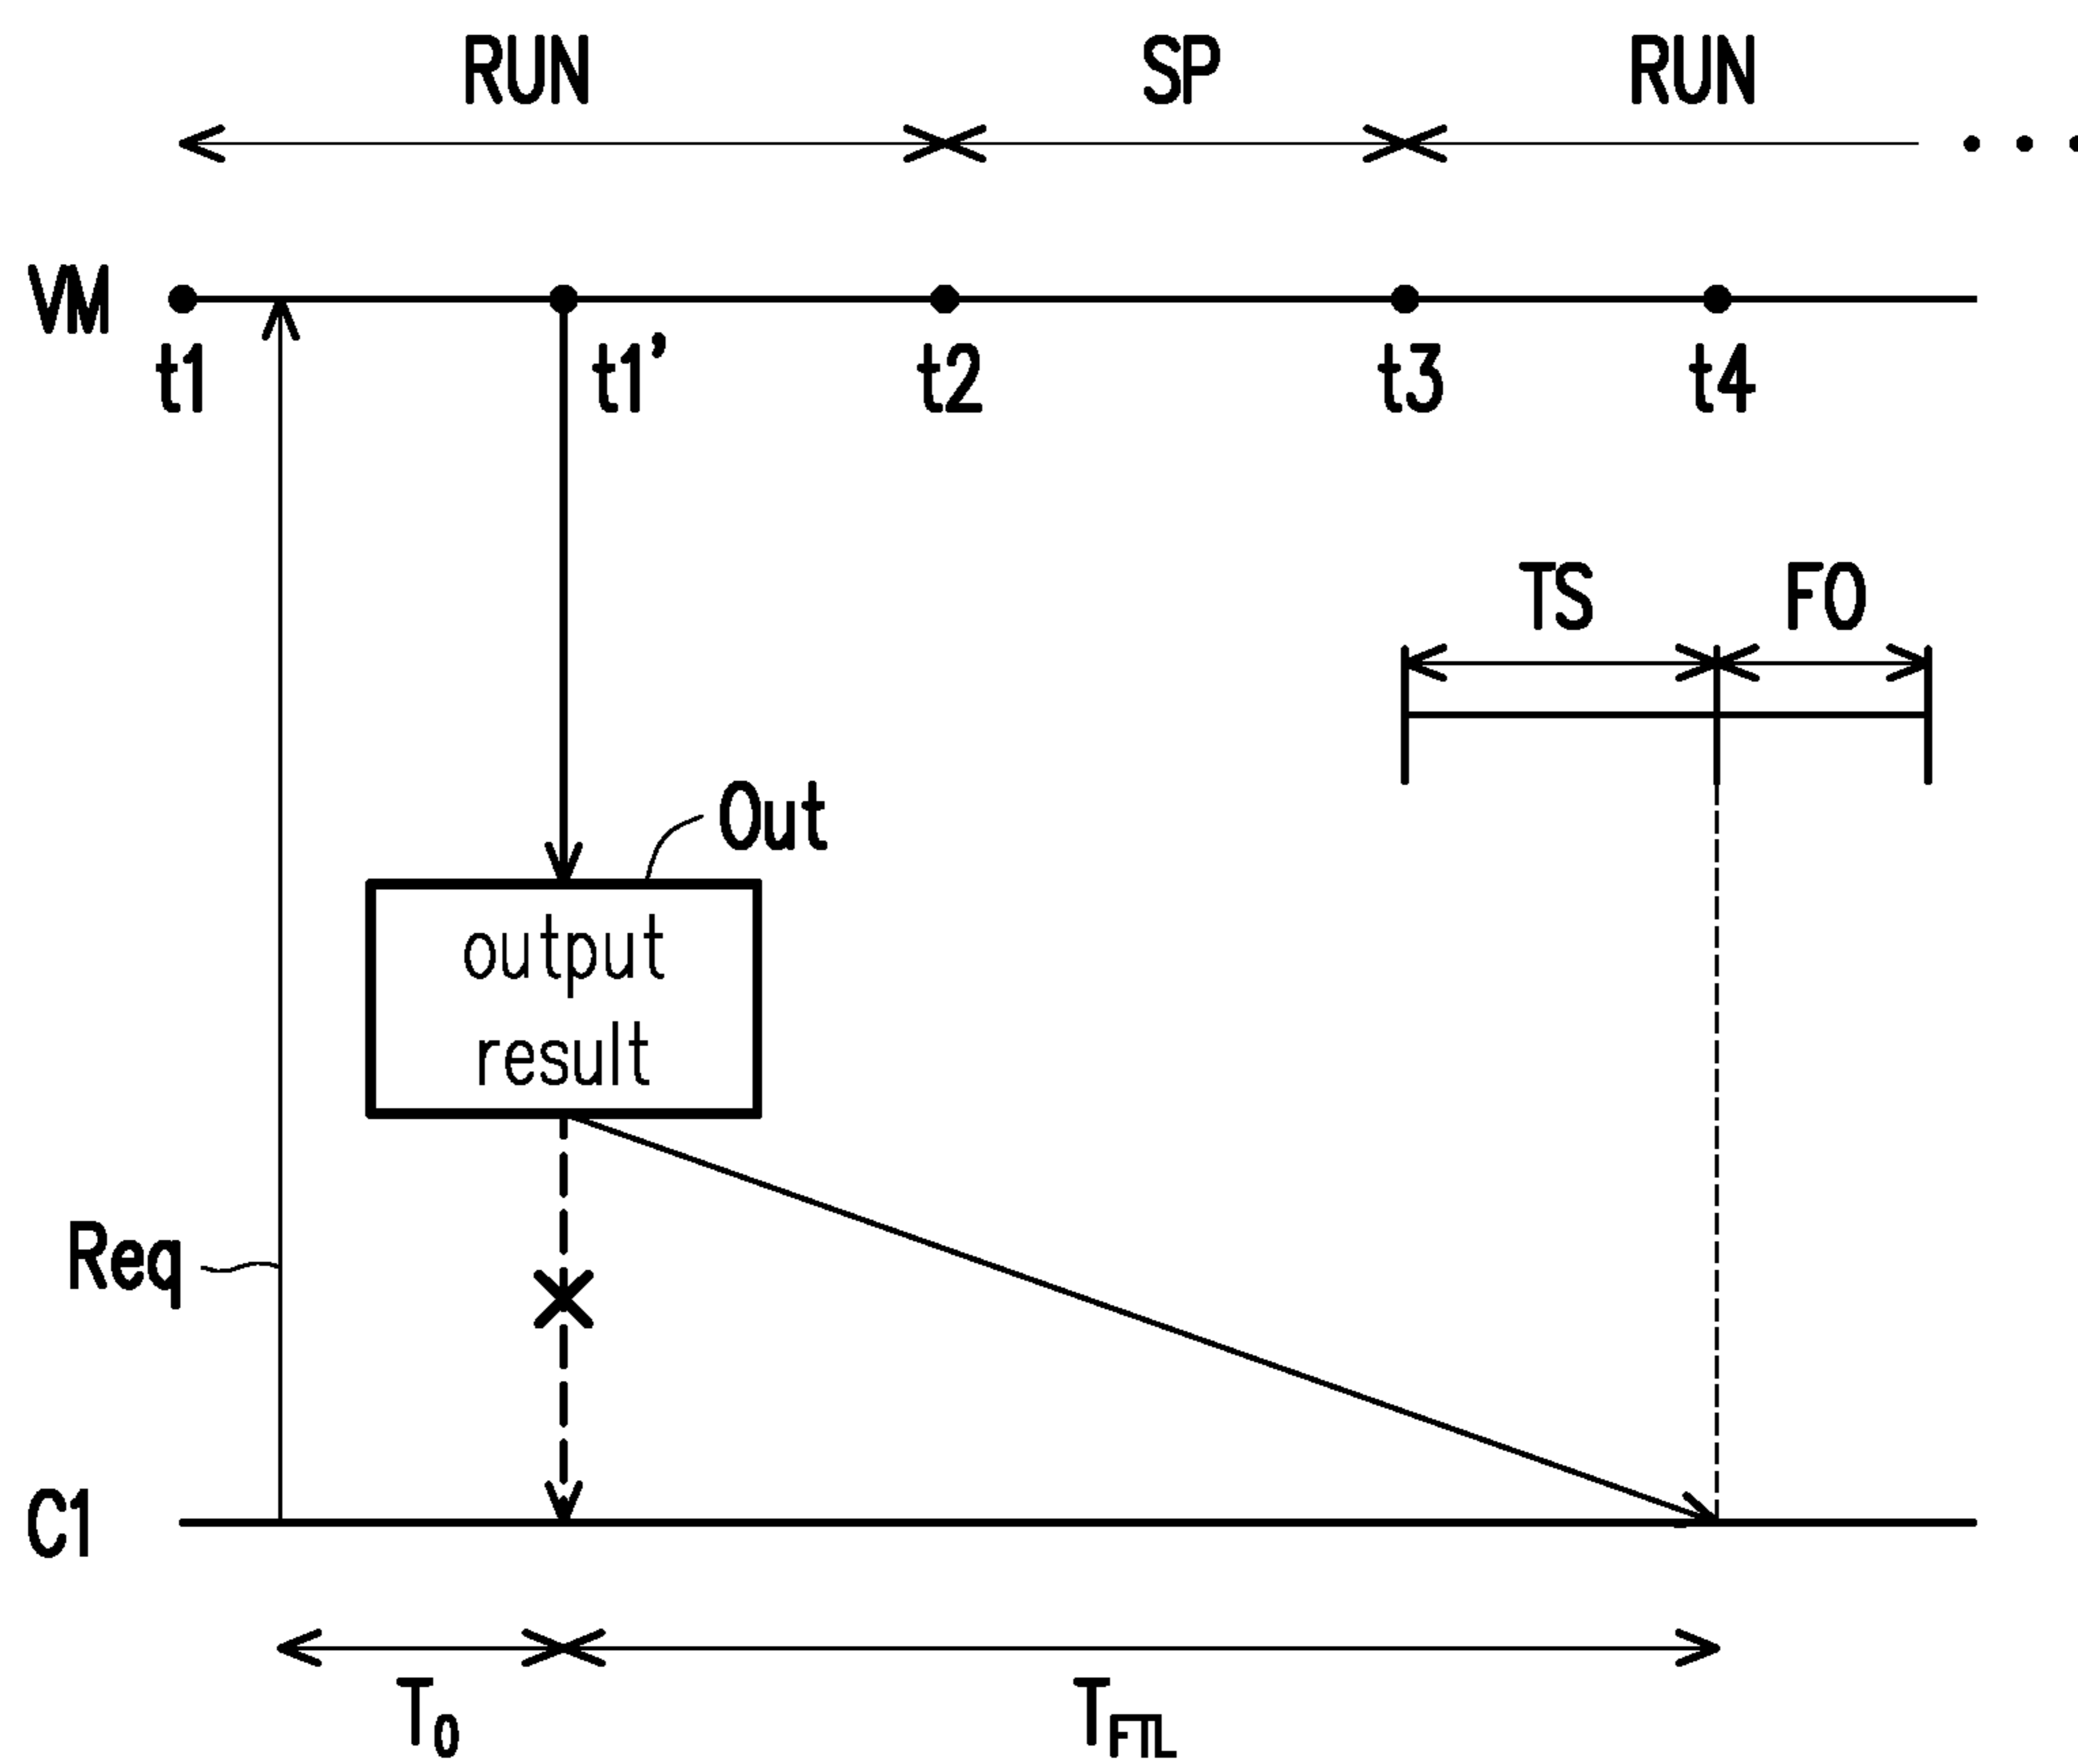 RUN SP RUN
VM
t1 t1’ t2 t3 t4
TS FO
Out
output
result
Req
C1
T0 TFTL